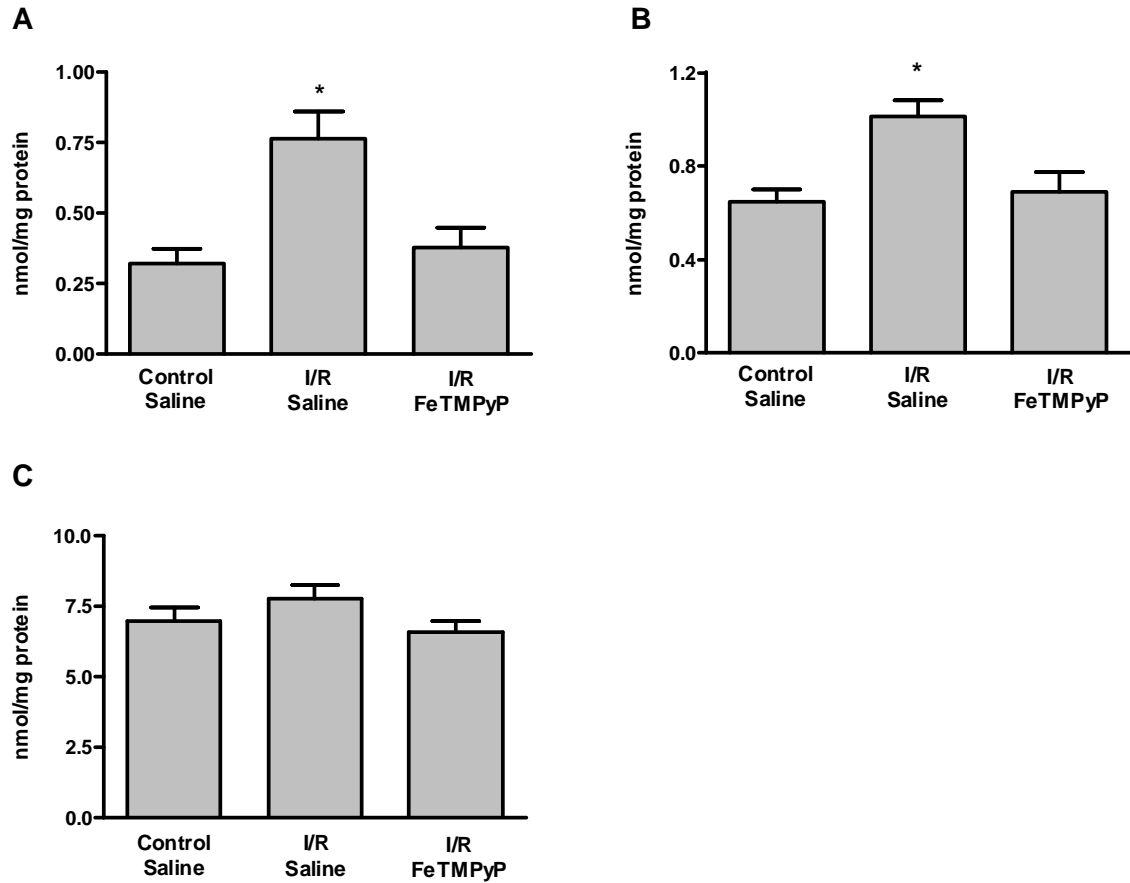 A
nmol/mg protein
1.00
0.75
0.50
0.25
0.00
*
Control
Saline
I/R
Saline
I/R
FeTMPyP
B
nmol/mg protein
1.2
0.8
0.4
0.0
*
Control
Saline
I/R
Saline
I/R
FeTMPyP
C
nmol/mg protein
10.0
7.5
5.0
2.5
0.0
Control
Saline
I/R
Saline
I/R
FeTMPyP